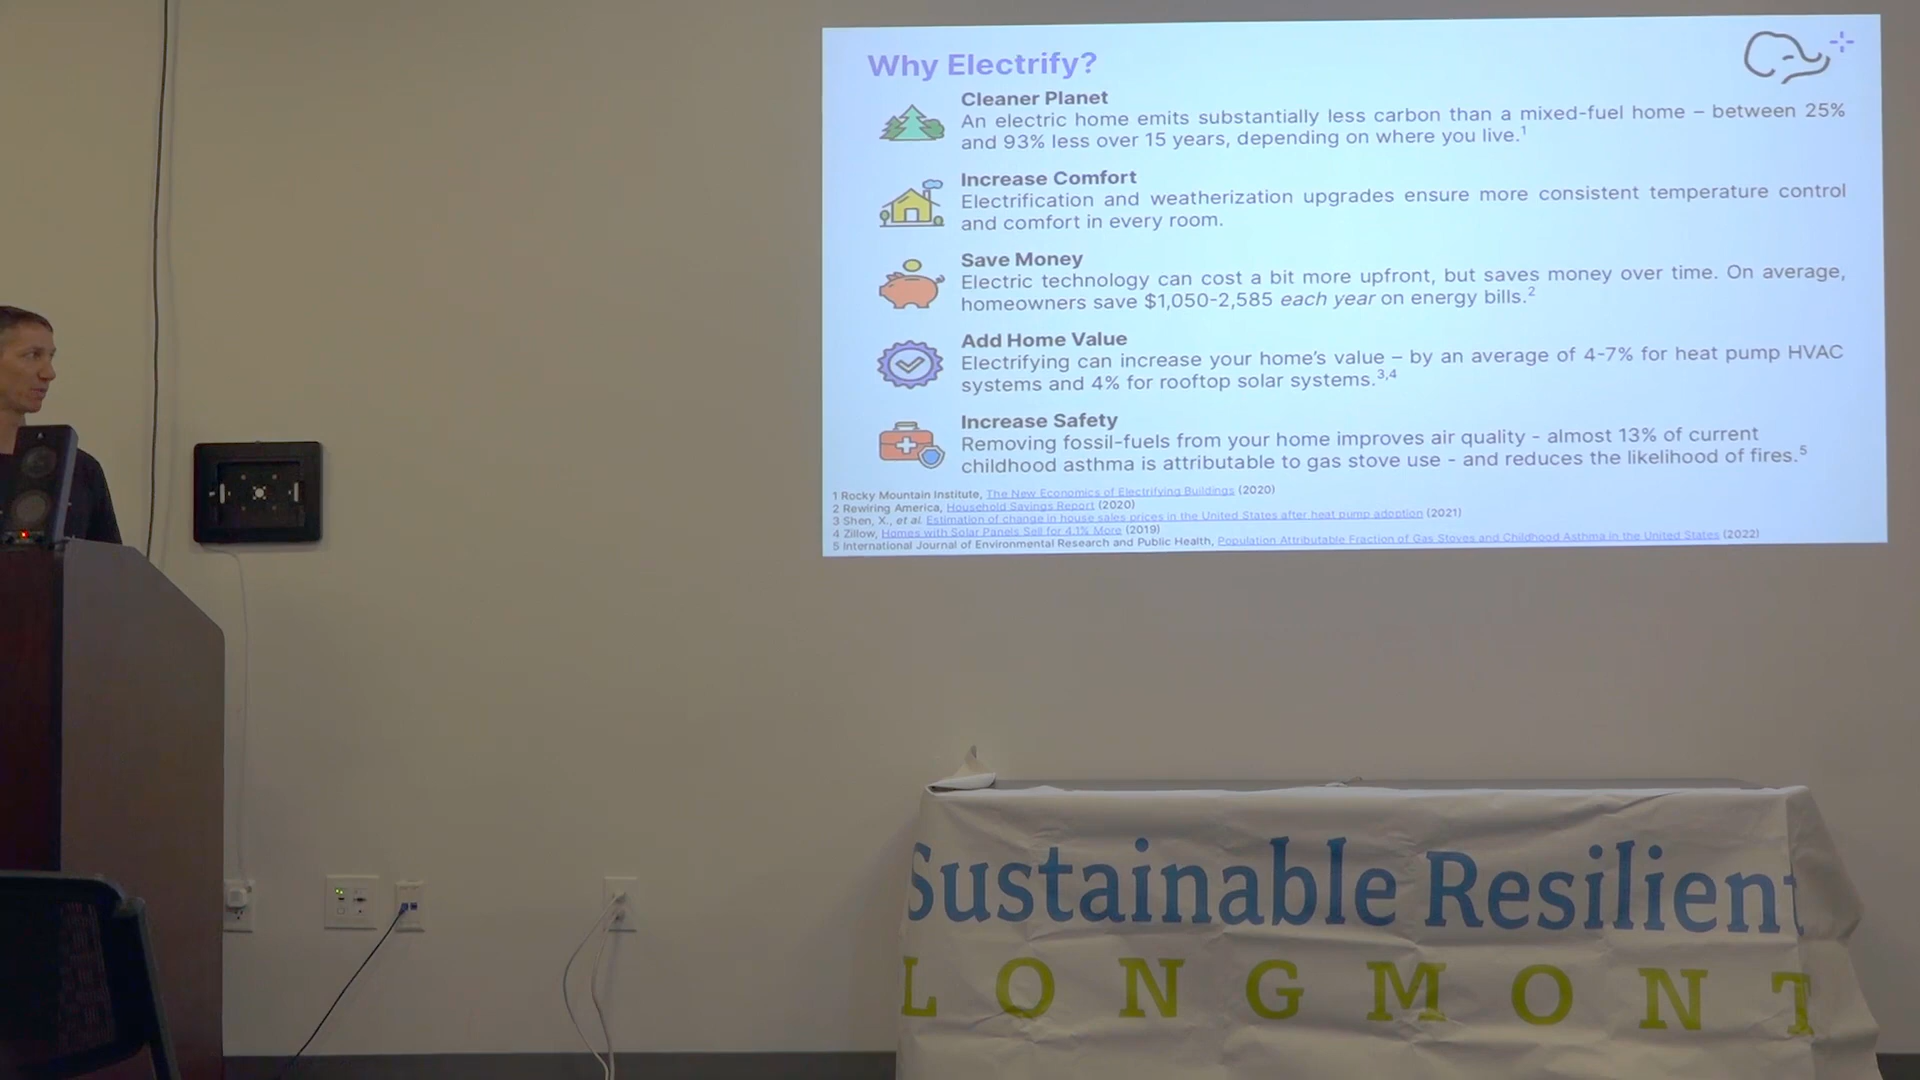 Why Electrify?
Cleaner Planet
An electric home emits substantially less carbon than a mixed-fuel home – between 25%
and 93% less over 15 years, depending on where you live.1
Increase Comfort
Electrification and weatherization upgrades ensure more consistent temperature control
and comfort in every room.
Save Money
Electric technology can cost a bit more upfront, but saves money over time. On average,
homeowners save $1,050-2,585 each year on energy bills.2
Add Home Value
Electrifying can increase your home's value – by an average of 4-7% for heat pump HVAC
systems and 4% for rooftop solar systems.3,4
Increase Safety
Removing fossil-fuels from your home improves air quality - almost 13% of current
childhood asthma is attributable to gas stove use - and reduces the likelihood of fires.5
1 Rocky Mountain Institute, The New Economics of Electrifying Buildings (2020)
2 Rewiring America, Household Savings Report (2020)
3 Shen, X., et al. Estimation of change in house sales prices in the United States after heat pump adoption (2021)
4 Zillow, Homes with Solar Panels Sell for 4.1% More (2019)
5 International Journal of Environmental Research and Public Health, Population Attributable Fraction of Gas Stoves and Childhood Asthma in the United States (2022)
Sustainable Resilient
LONGMONT